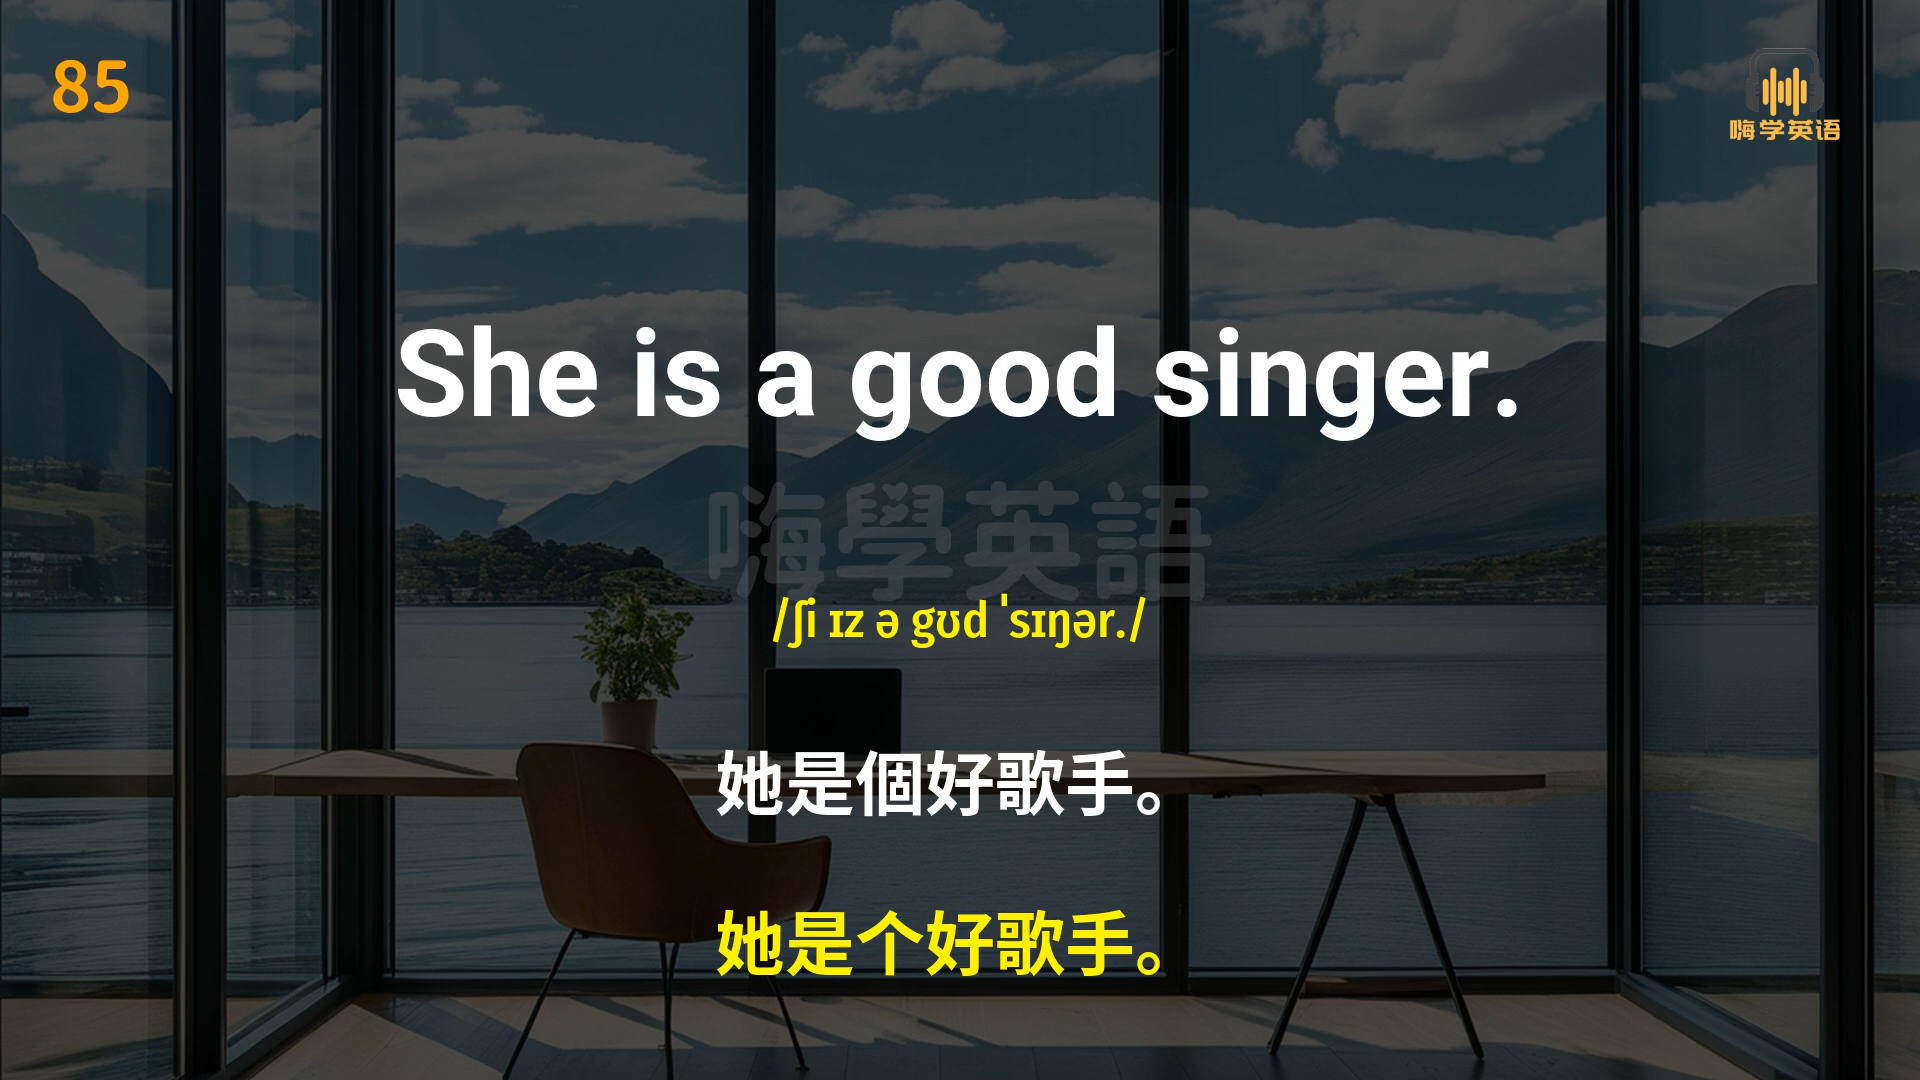 85
嗨学英语
She is a good singer.
嗨學英語
/ʃi ɪz ə ɡʊd ˈsɪŋər./
她是個好歌手。
她是个好歌手。